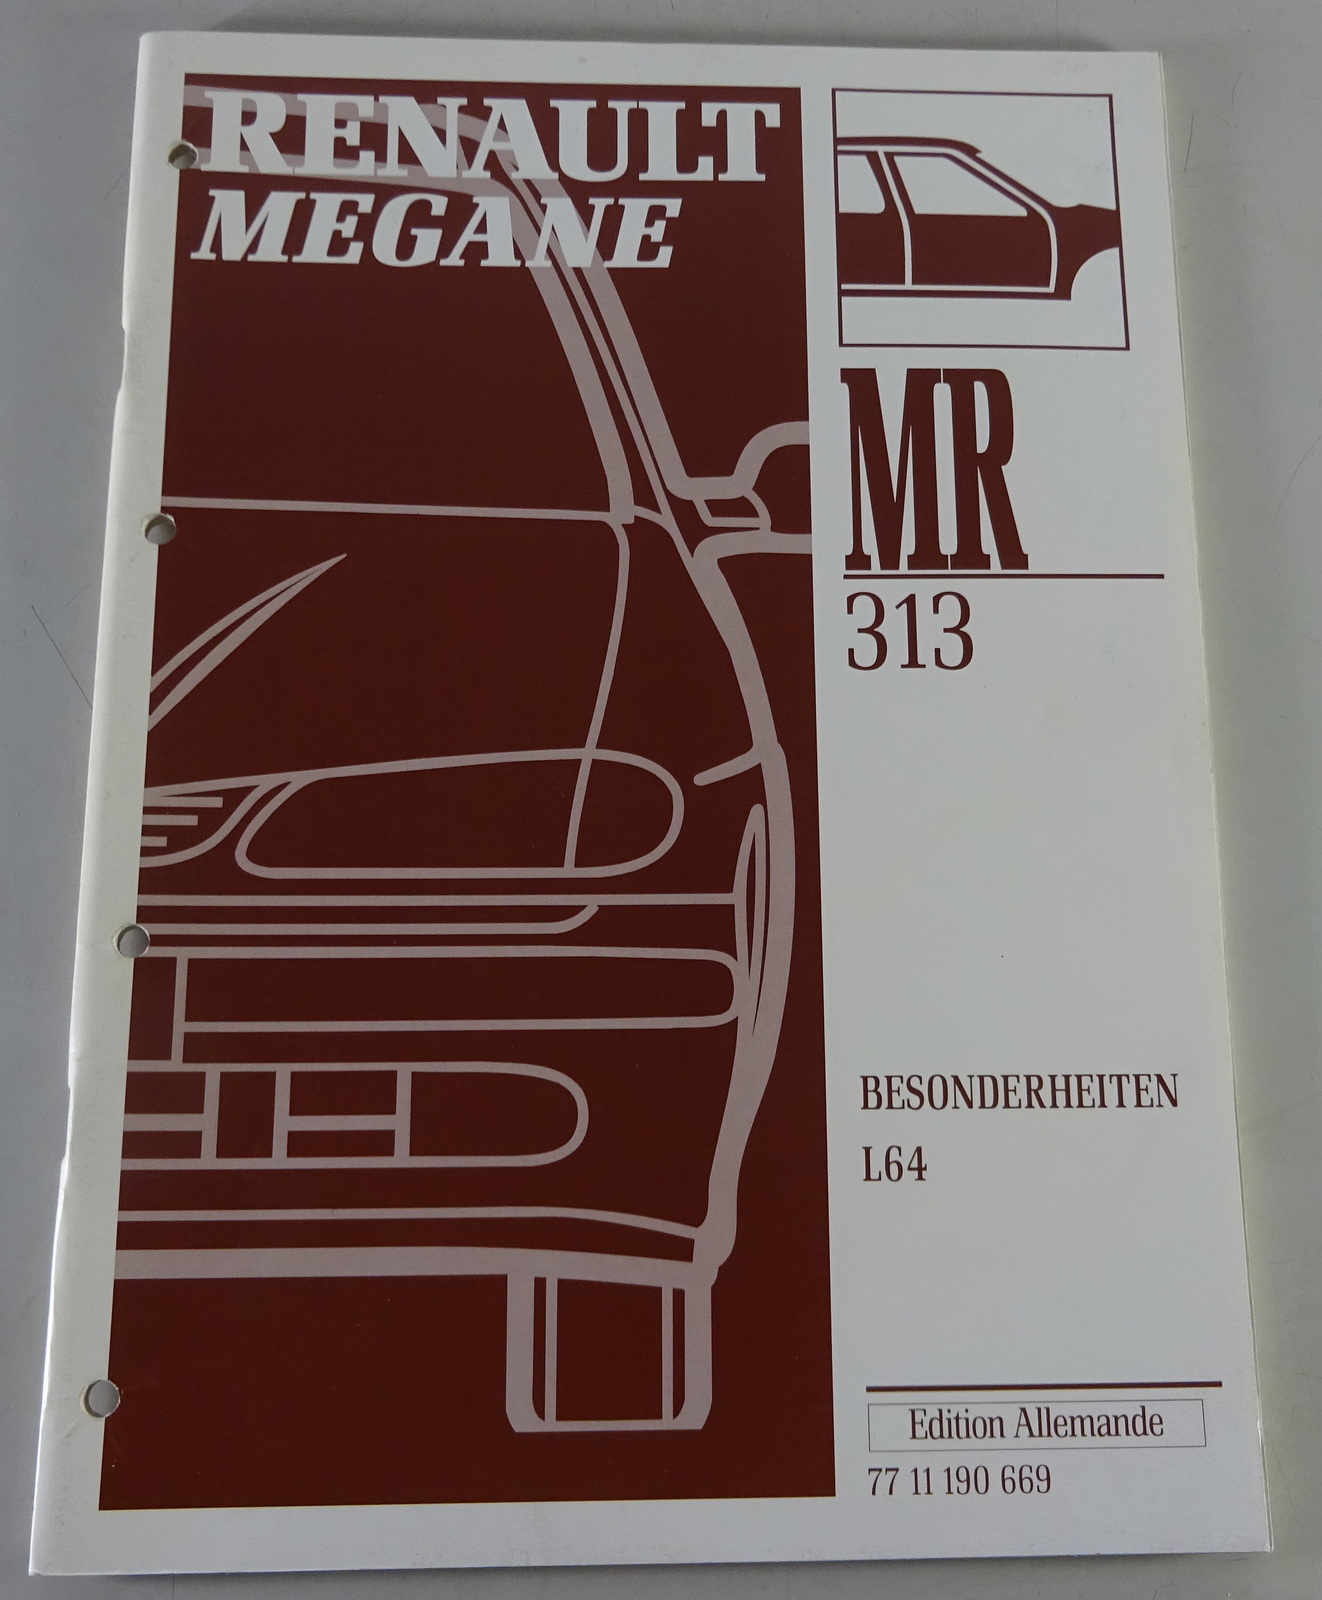 RENAULT
MEGANE
MR
313
BESONDERHEITEN
L64
Edition Allemande
77 11 190 669